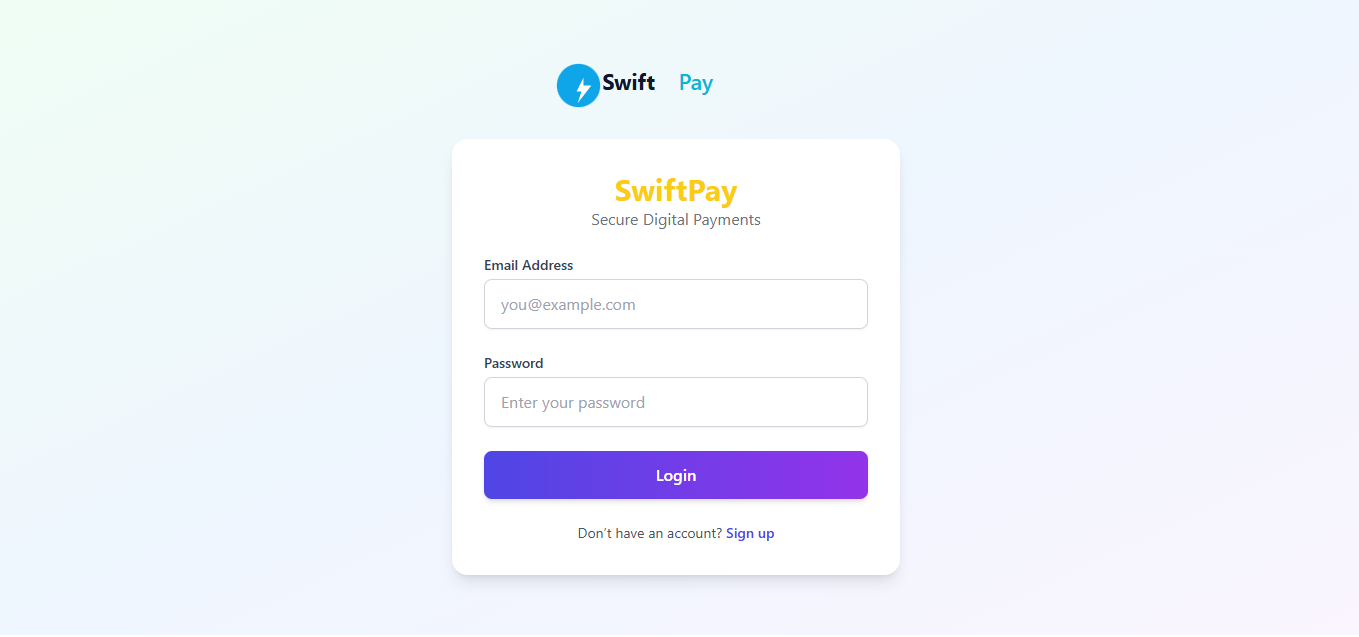 Swift Pay
SwiftPay
Secure Digital Payments
Email Address
you@example.com
Password
Enter your password
Login
Don’t have an account? Sign up